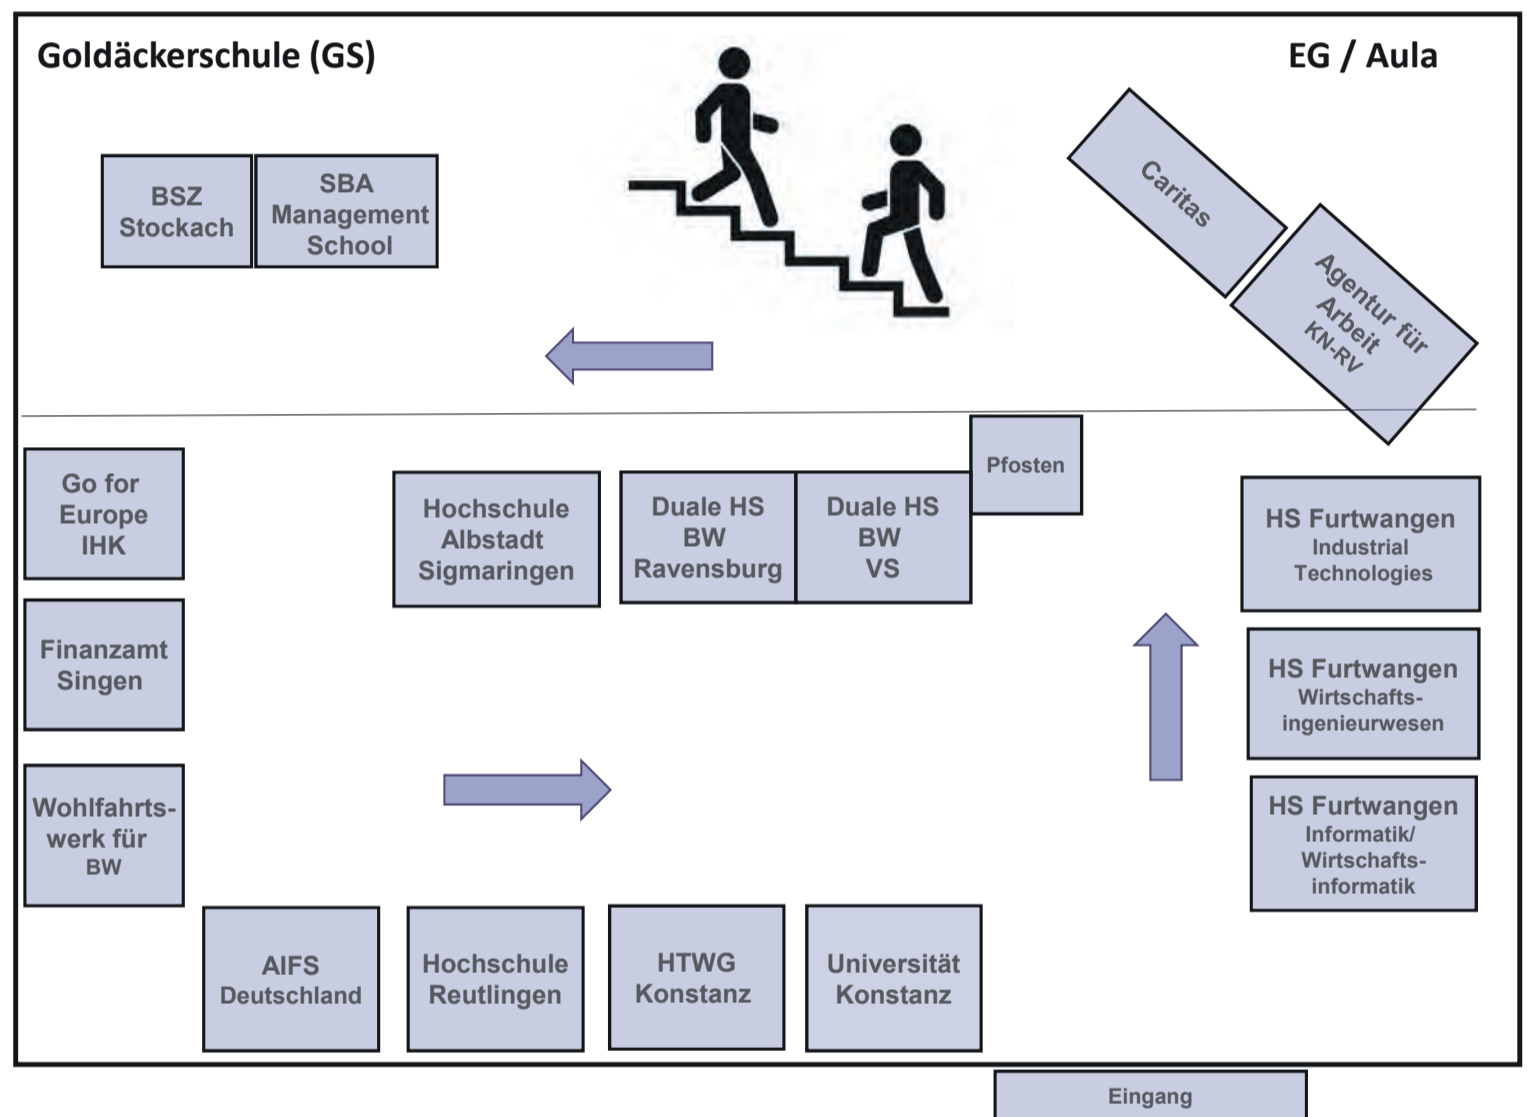 Goldäckerschule (GS)
EG / Aula
BSZ
Stockach
SBA
Management
School
Caritas
Agentur für
Arbeit
KN-RV
Go for
Europe
IHK
Hochschule
Albstadt
Sigmaringen
Duale HS
BW
Ravensburg
Duale HS
BW
VS
Pfosten
HS Furtwangen
Industrial
Technologies
Finanzamt
Singen
HS Furtwangen
Wirtschafts-
ingenieurwesen
Wohlfahrts-
werk für
BW
HS Furtwangen
Informatik/
Wirtschafts-
informatik
AIFS
Deutschland
Hochschule
Reutlingen
HTWG
Konstanz
Universität
Konstanz
Eingang